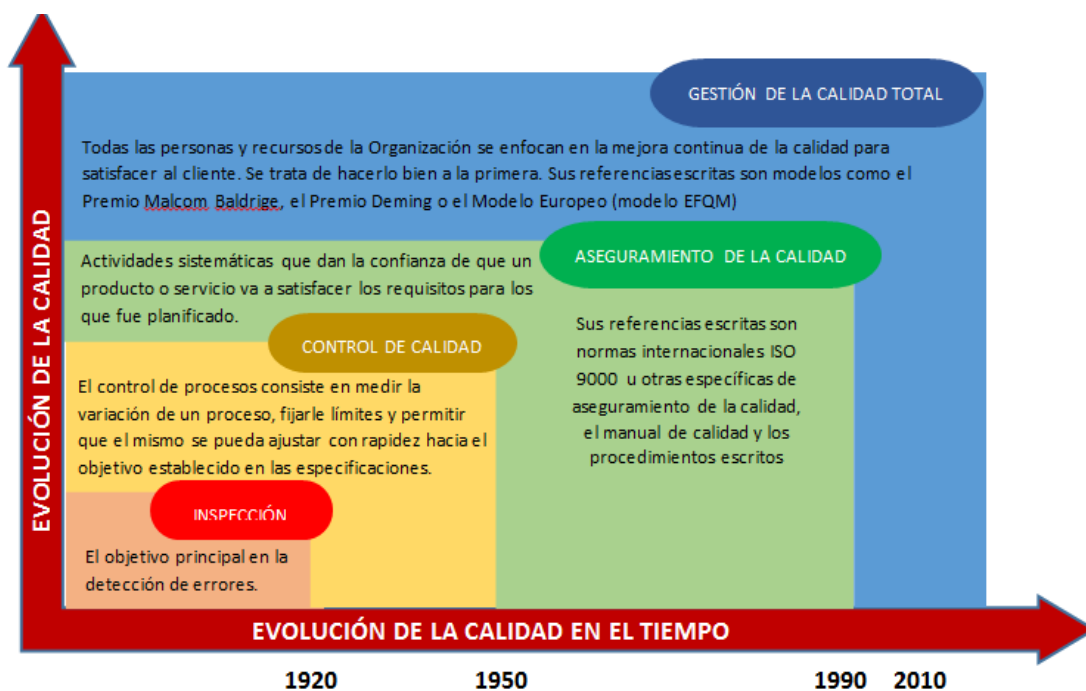 GESTIÓN DE LA CALIDAD TOTAL
Todas las personas y recursos de la Organización se enfocan en la mejora continua de la calidad para
satisfacer al cliente. Se trata de hacerlo bien a la primera. Sus referencias escritas son modelos como el
Premio Malcom Baldrige, el Premio Deming o el Modelo Europeo (modelo EFQM)
ASEGURAMIENTO DE LA CALIDAD
Actividades sistemáticas que dan la confianza de que un
producto o servicio va a satisfacer los requisitos para los
que fue planificado.
Sus referencias escritas son
normas internacionales ISO
9000 u otras específicas de
aseguramiento de la calidad,
el manual de calidad y los
procedimientos escritos
CONTROL DE CALIDAD
El control de procesos consiste en medir la
variación de un proceso, fijarle límites y permitir
que el mismo se pueda ajustar con rapidez hacia el
objetivo establecido en las especificaciones.
INSPECCIÓN
El objetivo principal en la
detección de errores.
EVOLUCIÓN DE LA CALIDAD
EVOLUCIÓN DE LA CALIDAD EN EL TIEMPO
1920 1950 1990 2010